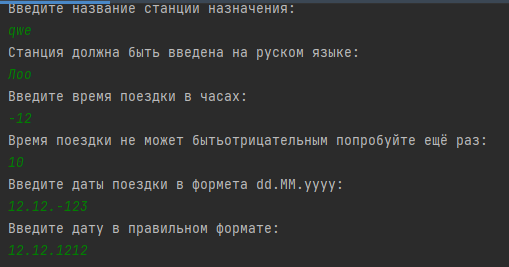 Введите название станции назначения:
qwe
Станция должна быть введена на русском языке:
Лоо
Введите время поездки в часах:
-12
Время поездки не может бытьотрицательным попробуйте ещё раз:
10
Введите даты поездки в формета dd.MM.yyyy:
12.12.-123
Введите дату в правильном формате:
12.12.1212